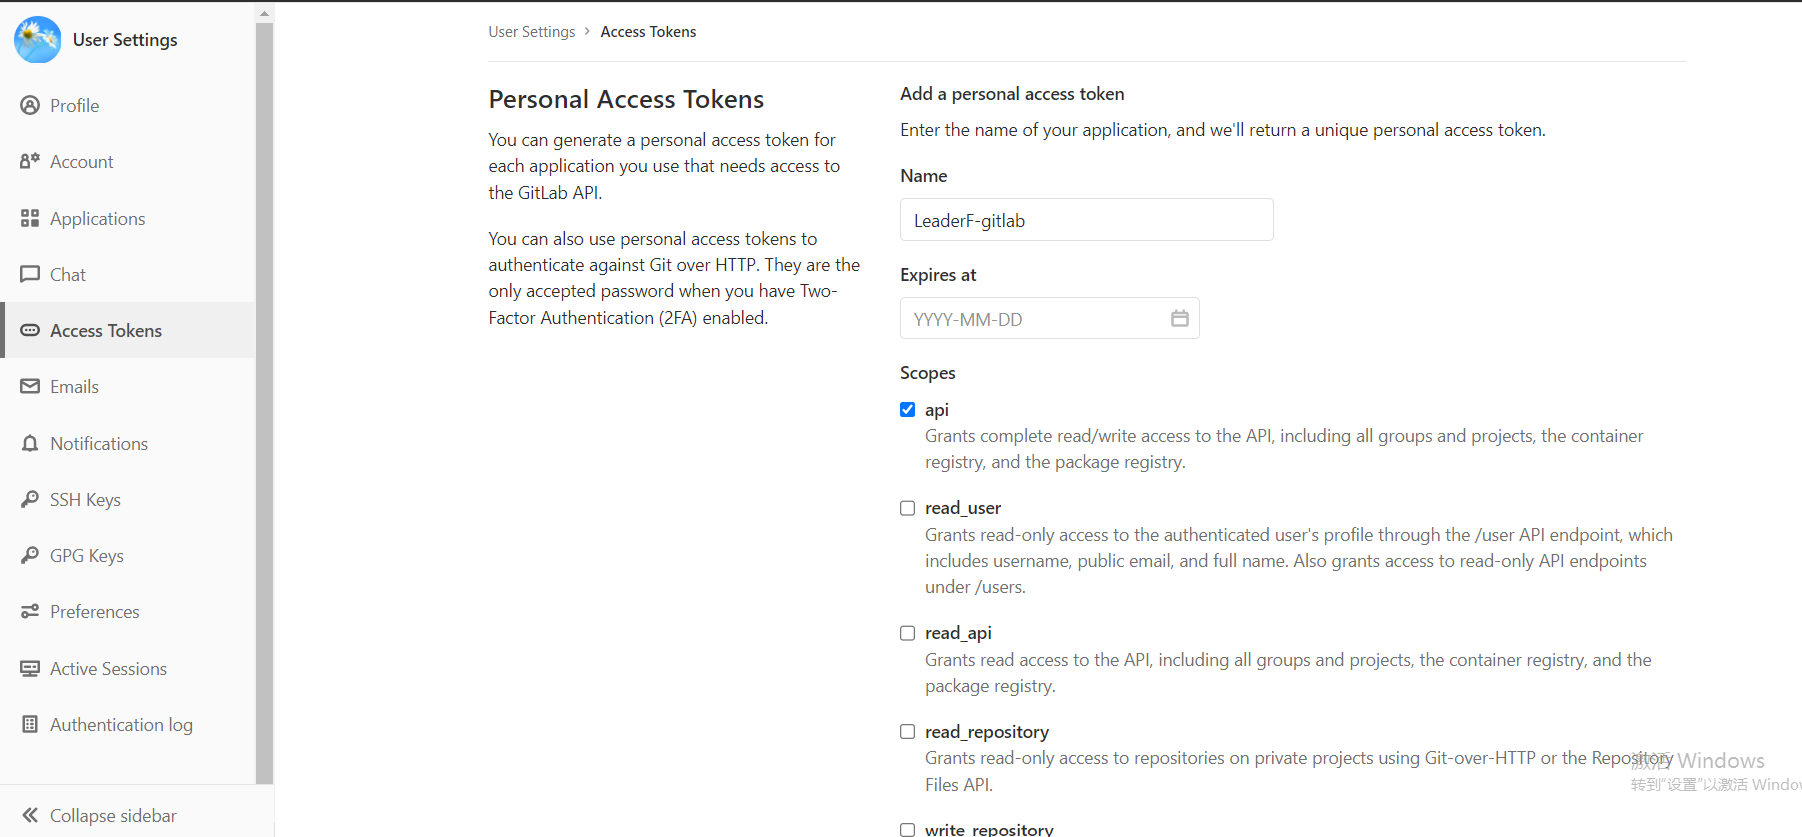 User Settings
Profile
Account
Applications
Chat
Access Tokens
Emails
Notifications
SSH Keys
GPG Keys
Preferences
Active Sessions
Authentication log
Collapse sidebar
User Settings > Access Tokens
Personal Access Tokens
You can generate a personal access token for
each application you use that needs access to
the GitLab API.
You can also use personal access tokens to
authenticate against Git over HTTP. They are the
only accepted password when you have Two-
Factor Authentication (2FA) enabled.
Add a personal access token
Enter the name of your application, and we'll return a unique personal access token.
Name
LeaderF-gitlab
Expires at
YYYY-MM-DD
Scopes
api
Grants complete read/write access to the API, including all groups and projects, the container
registry, and the package registry.
read_user
Grants read-only access to the authenticated user's profile through the /user API endpoint, which
includes username, public email, and full name. Also grants access to read-only API endpoints
under /users.
read_api
Grants read access to the API, including all groups and projects, the container registry, and the
package registry.
read_repository
Grants read-only access to repositories on private projects using Git-over-HTTP or the Repository
Files API.
write_repository
激活 Windows
转到"设置"以激活 Windo